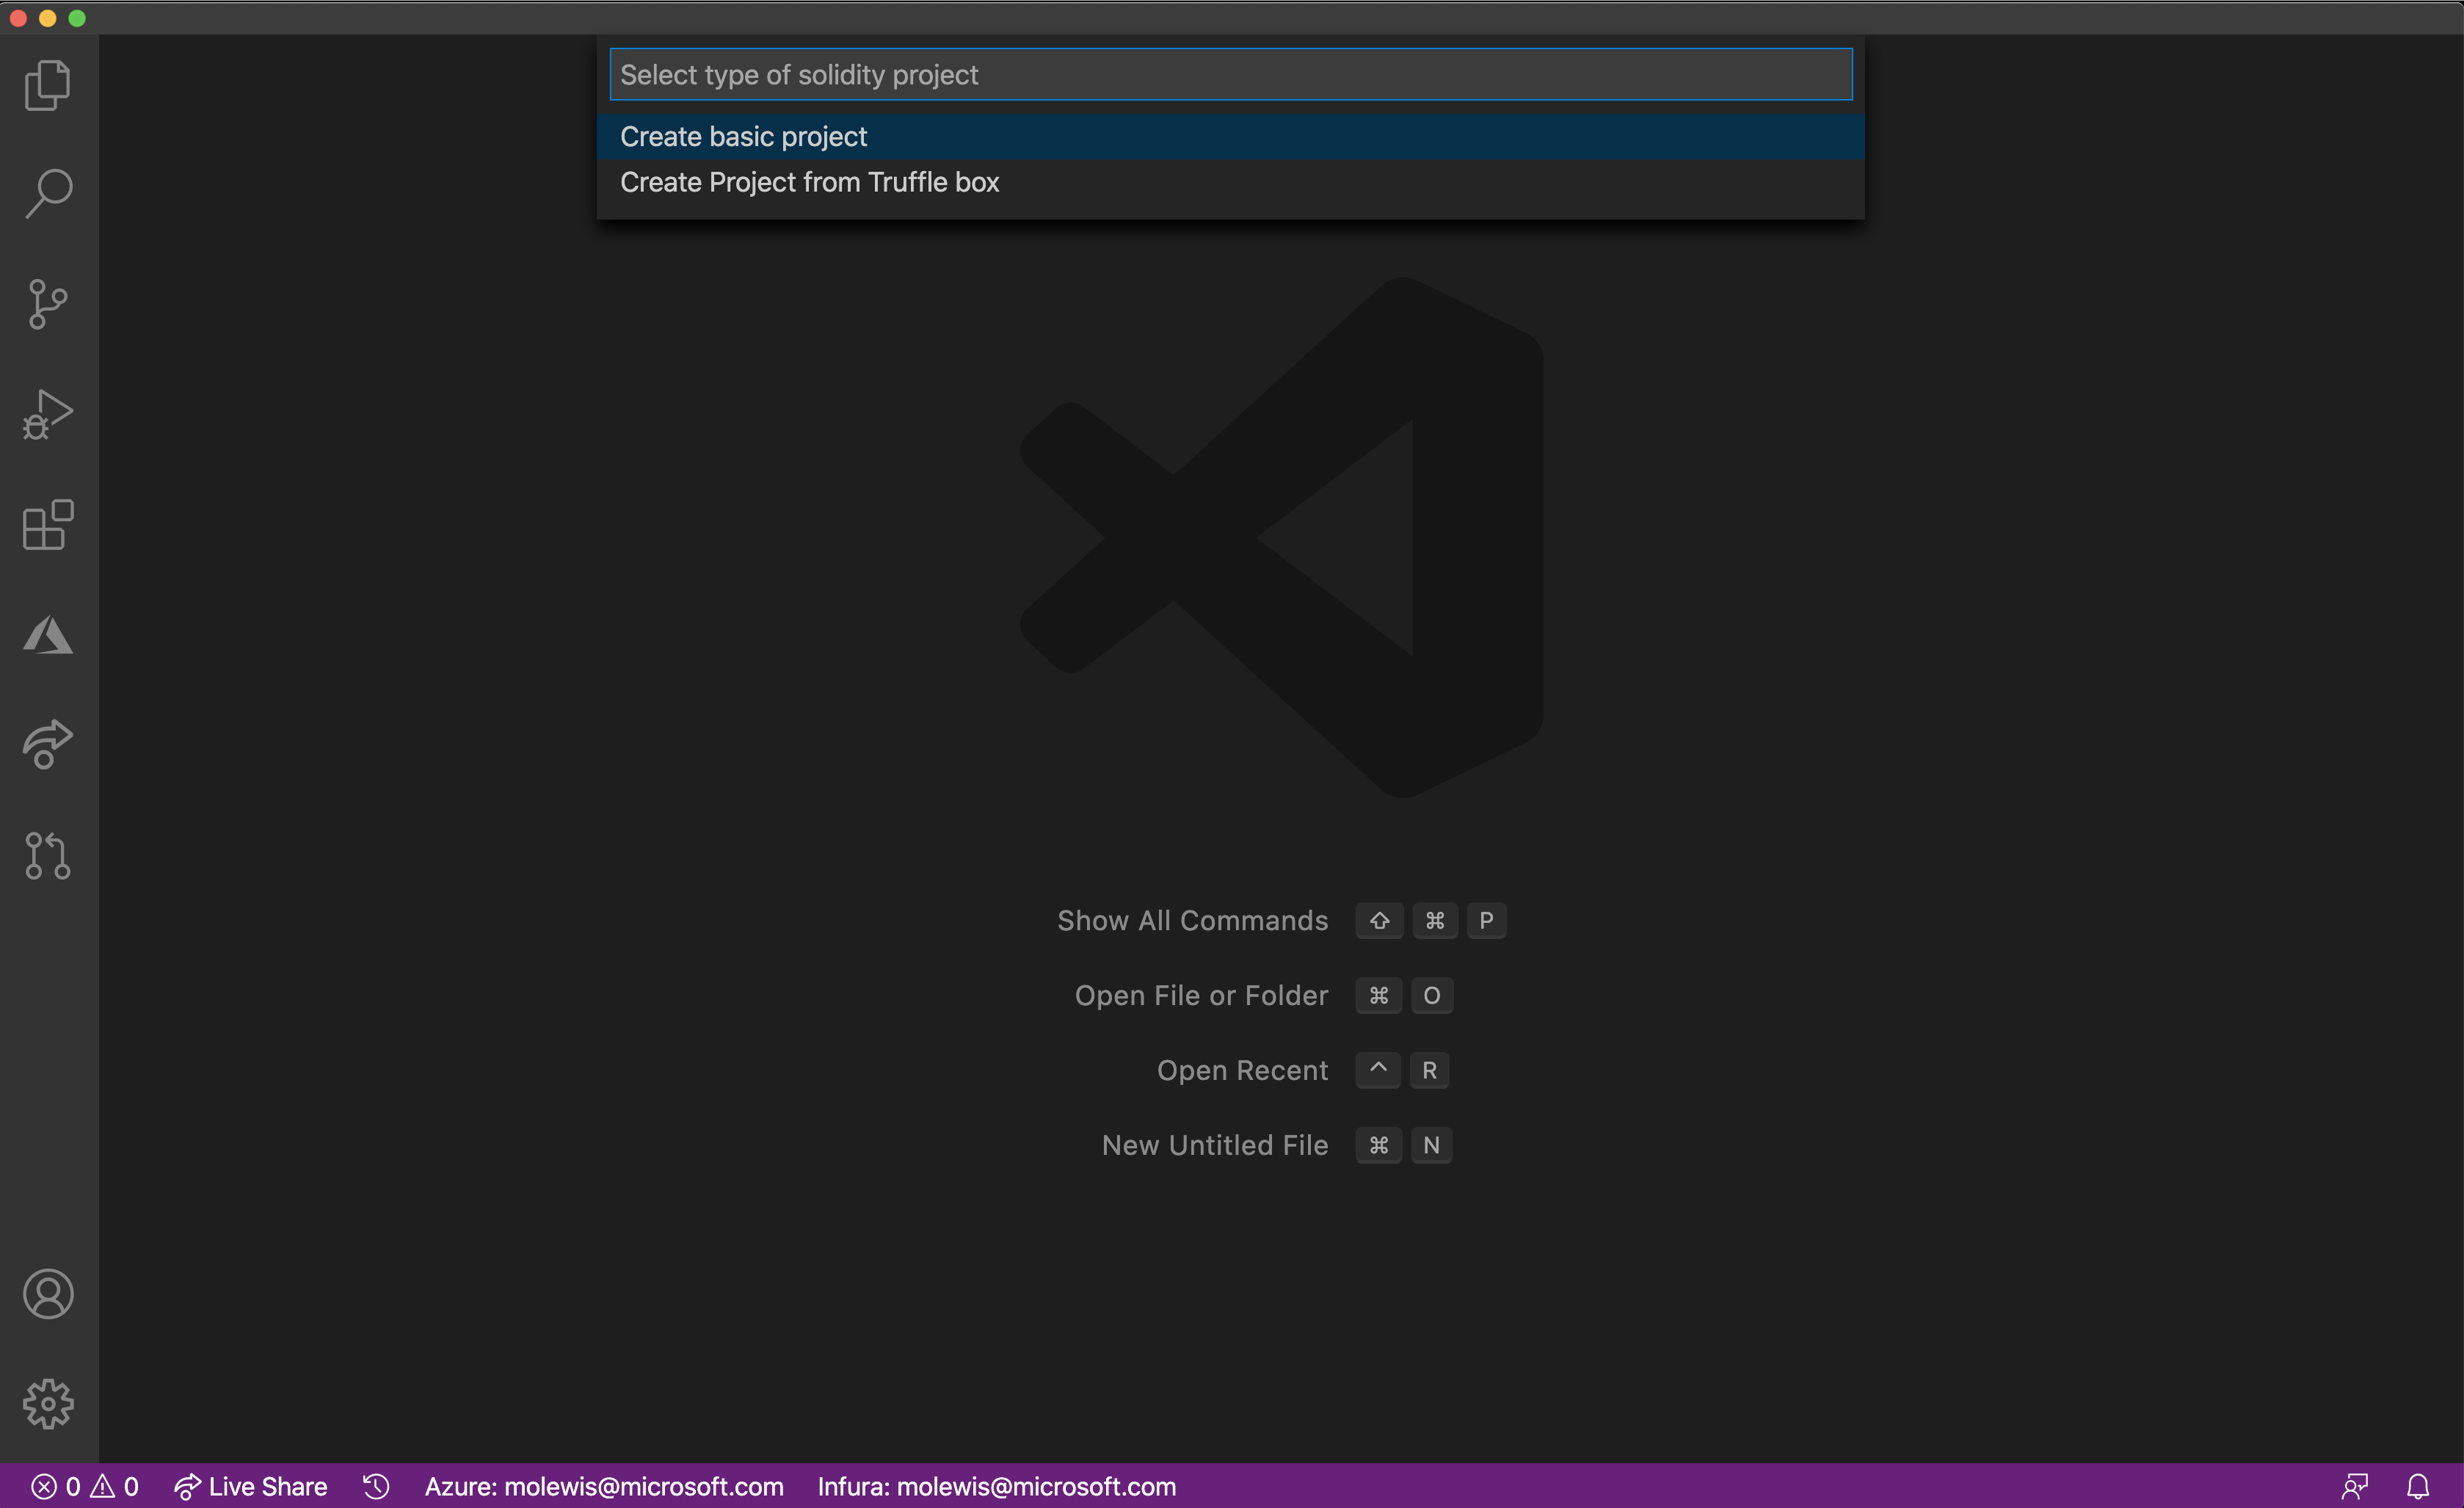 Select type of solidity project
Create basic project
Create Project from Truffle box
Show All Commands ⇧ ⌘ P
Open File or Folder ⌘ O
Open Recent ^ R
New Untitled File ⌘ N
0 0 Live Share Azure: molewis@microsoft.com Infura: molewis@microsoft.com